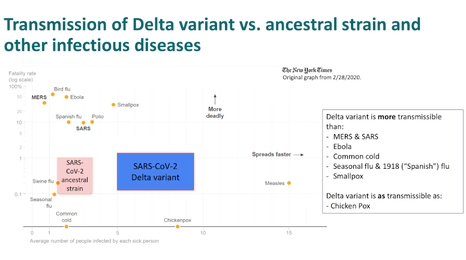 Transmission of Delta variant vs. ancestral strain and
other infectious diseases
The New York Times
Original graph from 2/28/2020.
Fatality rate
(log scale)
100%
Bird flu
MERS
Ebola
Smallpox
Spanish flu
Polio
SARS
10
1
0.1
More
deadly
Spreads faster
SARS-
CoV-2
ancestral
strain
SARS-CoV-2
Delta variant
Swine flu
Measles
Seasonal
flu
Common
cold
Chickenpox
0
1
5
10
15
Average number of people infected by each sick person
Delta variant is more transmissible
than:
- MERS & SARS
- Ebola
- Common cold
- Seasonal flu & 1918 ("Spanish") flu
- Smallpox
Delta variant is as transmissible as:
- Chicken Pox